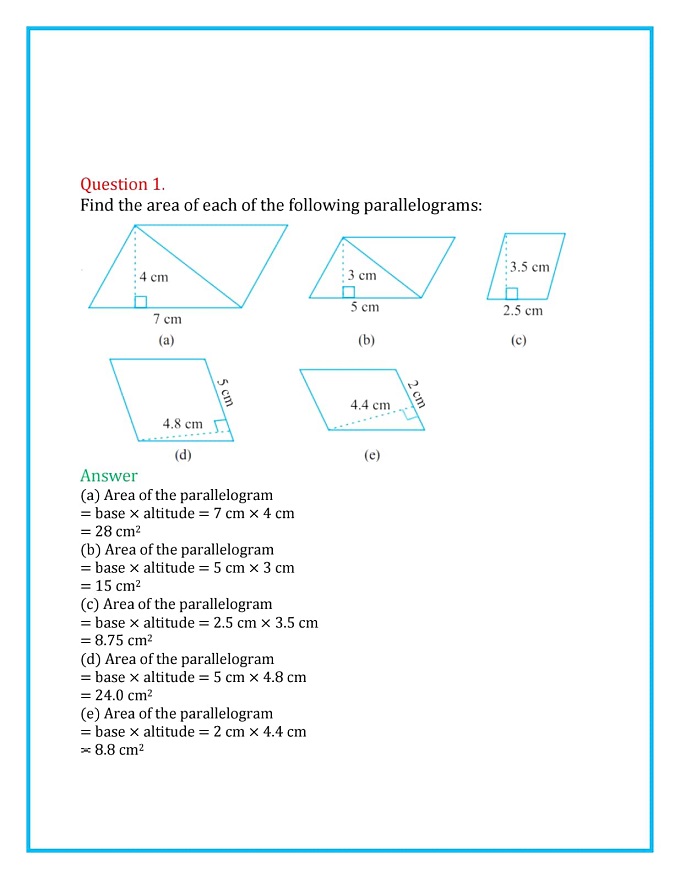 Question 1.
Find the area of each of the following parallelograms:
4 cm
7 cm
(a)
3 cm
5 cm
(b)
3.5 cm
2.5 cm
(c)
5 cm
4.8 cm
(d)
2 cm
4.4 cm
(e)
Answer
(a) Area of the parallelogram
= base × altitude = 7 cm × 4 cm
= 28 cm²
(b) Area of the parallelogram
= base × altitude = 5 cm × 3 cm
= 15 cm²
(c) Area of the parallelogram
= base × altitude = 2.5 cm × 3.5 cm
= 8.75 cm²
(d) Area of the parallelogram
= base × altitude = 5 cm × 4.8 cm
= 24.0 cm²
(e) Area of the parallelogram
= base × altitude = 2 cm × 4.4 cm
= 8.8 cm²